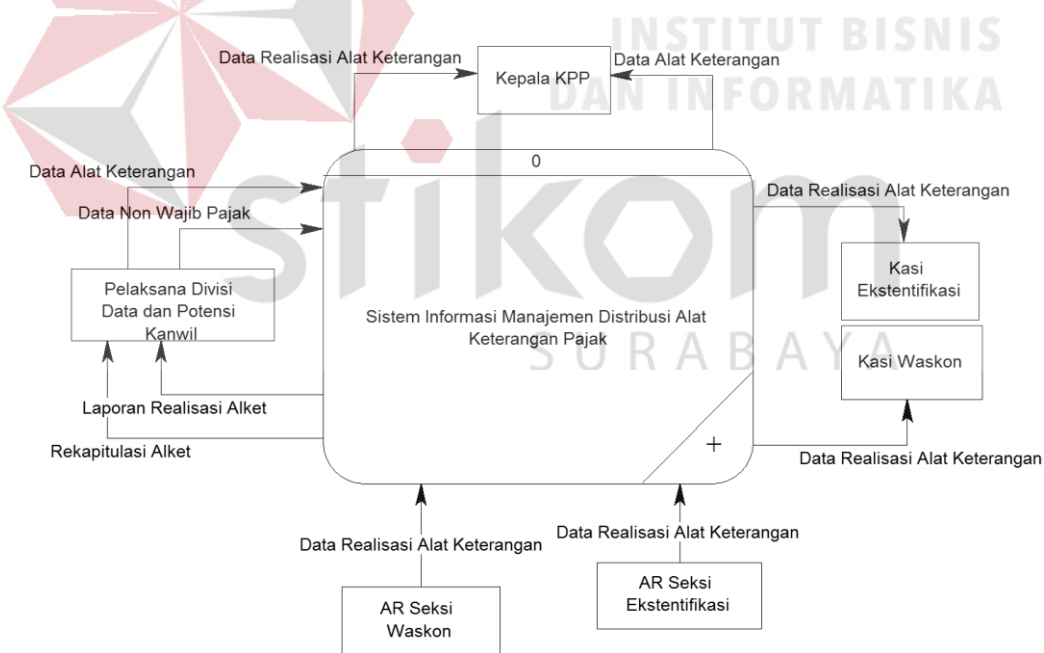 INSTITUT BISNIS
DAN INFORMATIKA
stikom
SURABAYA
Data Realisasi Alat Keterangan
Kepala KPP
Data Alat Keterangan
0
Data Alat Keterangan
Data Non Wajib Pajak
Pelaksana Divisi
Data dan Potensi
Kanwil
Laporan Realisasi Alket
Rekapitulasi Alket
Sistem Informasi Manajemen Distribusi Alat
Keterangan Pajak
+
Data Realisasi Alat Keterangan
Kasi
Ekstentifikasi
Kasi Waskon
Data Realisasi Alat Keterangan
Data Realisasi Alat Keterangan
AR Seksi
Waskon
Data Realisasi Alat Keterangan
AR Seksi
Ekstentifikasi